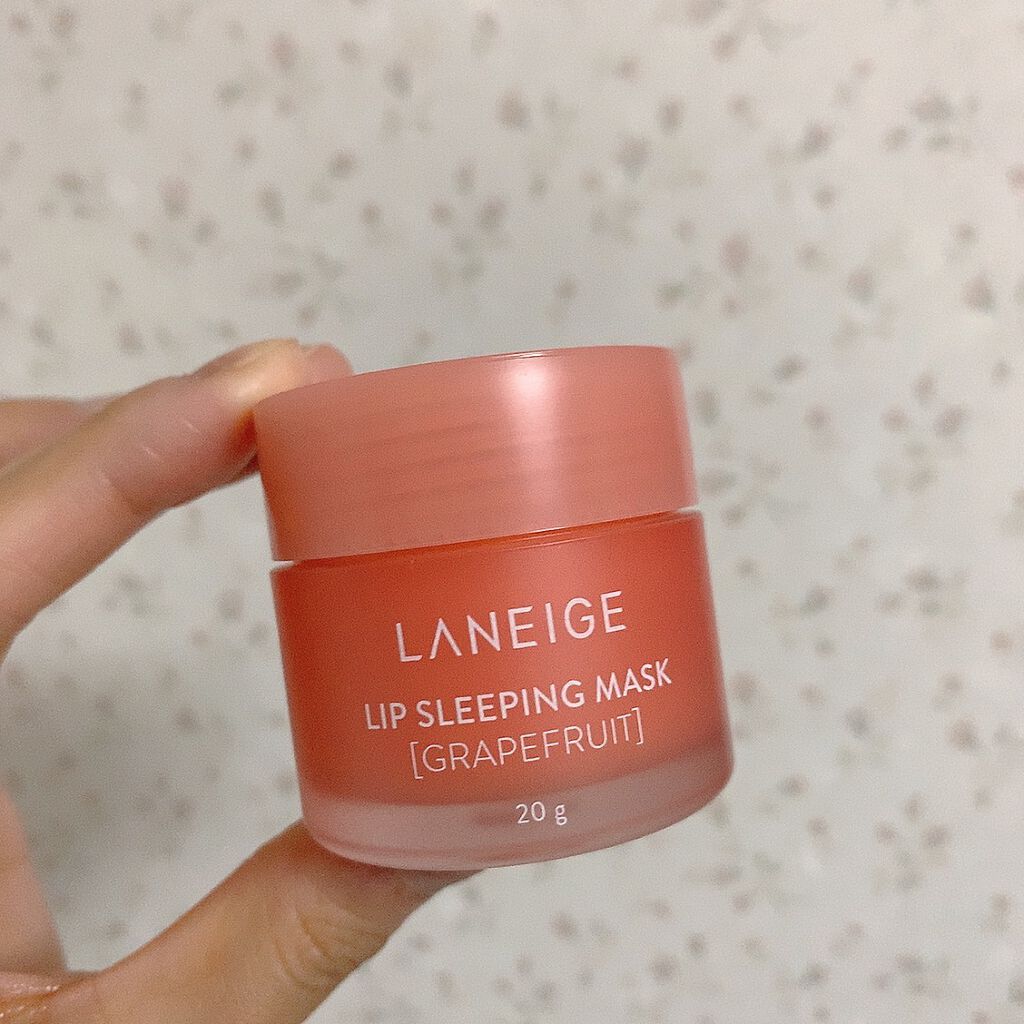 LANEIGE
LIP SLEEPING MASK
[GRAPEFRUIT]
20 g